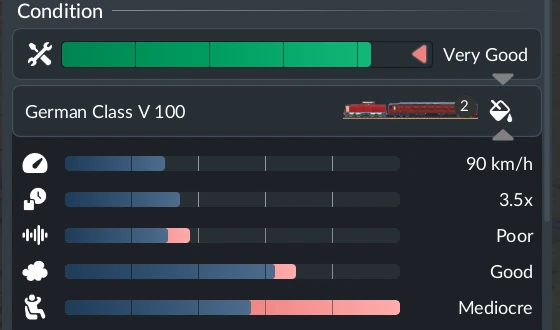 Condition
Very Good
German Class V 100
2
90 km/h
3.5x
Poor
Good
Mediocre